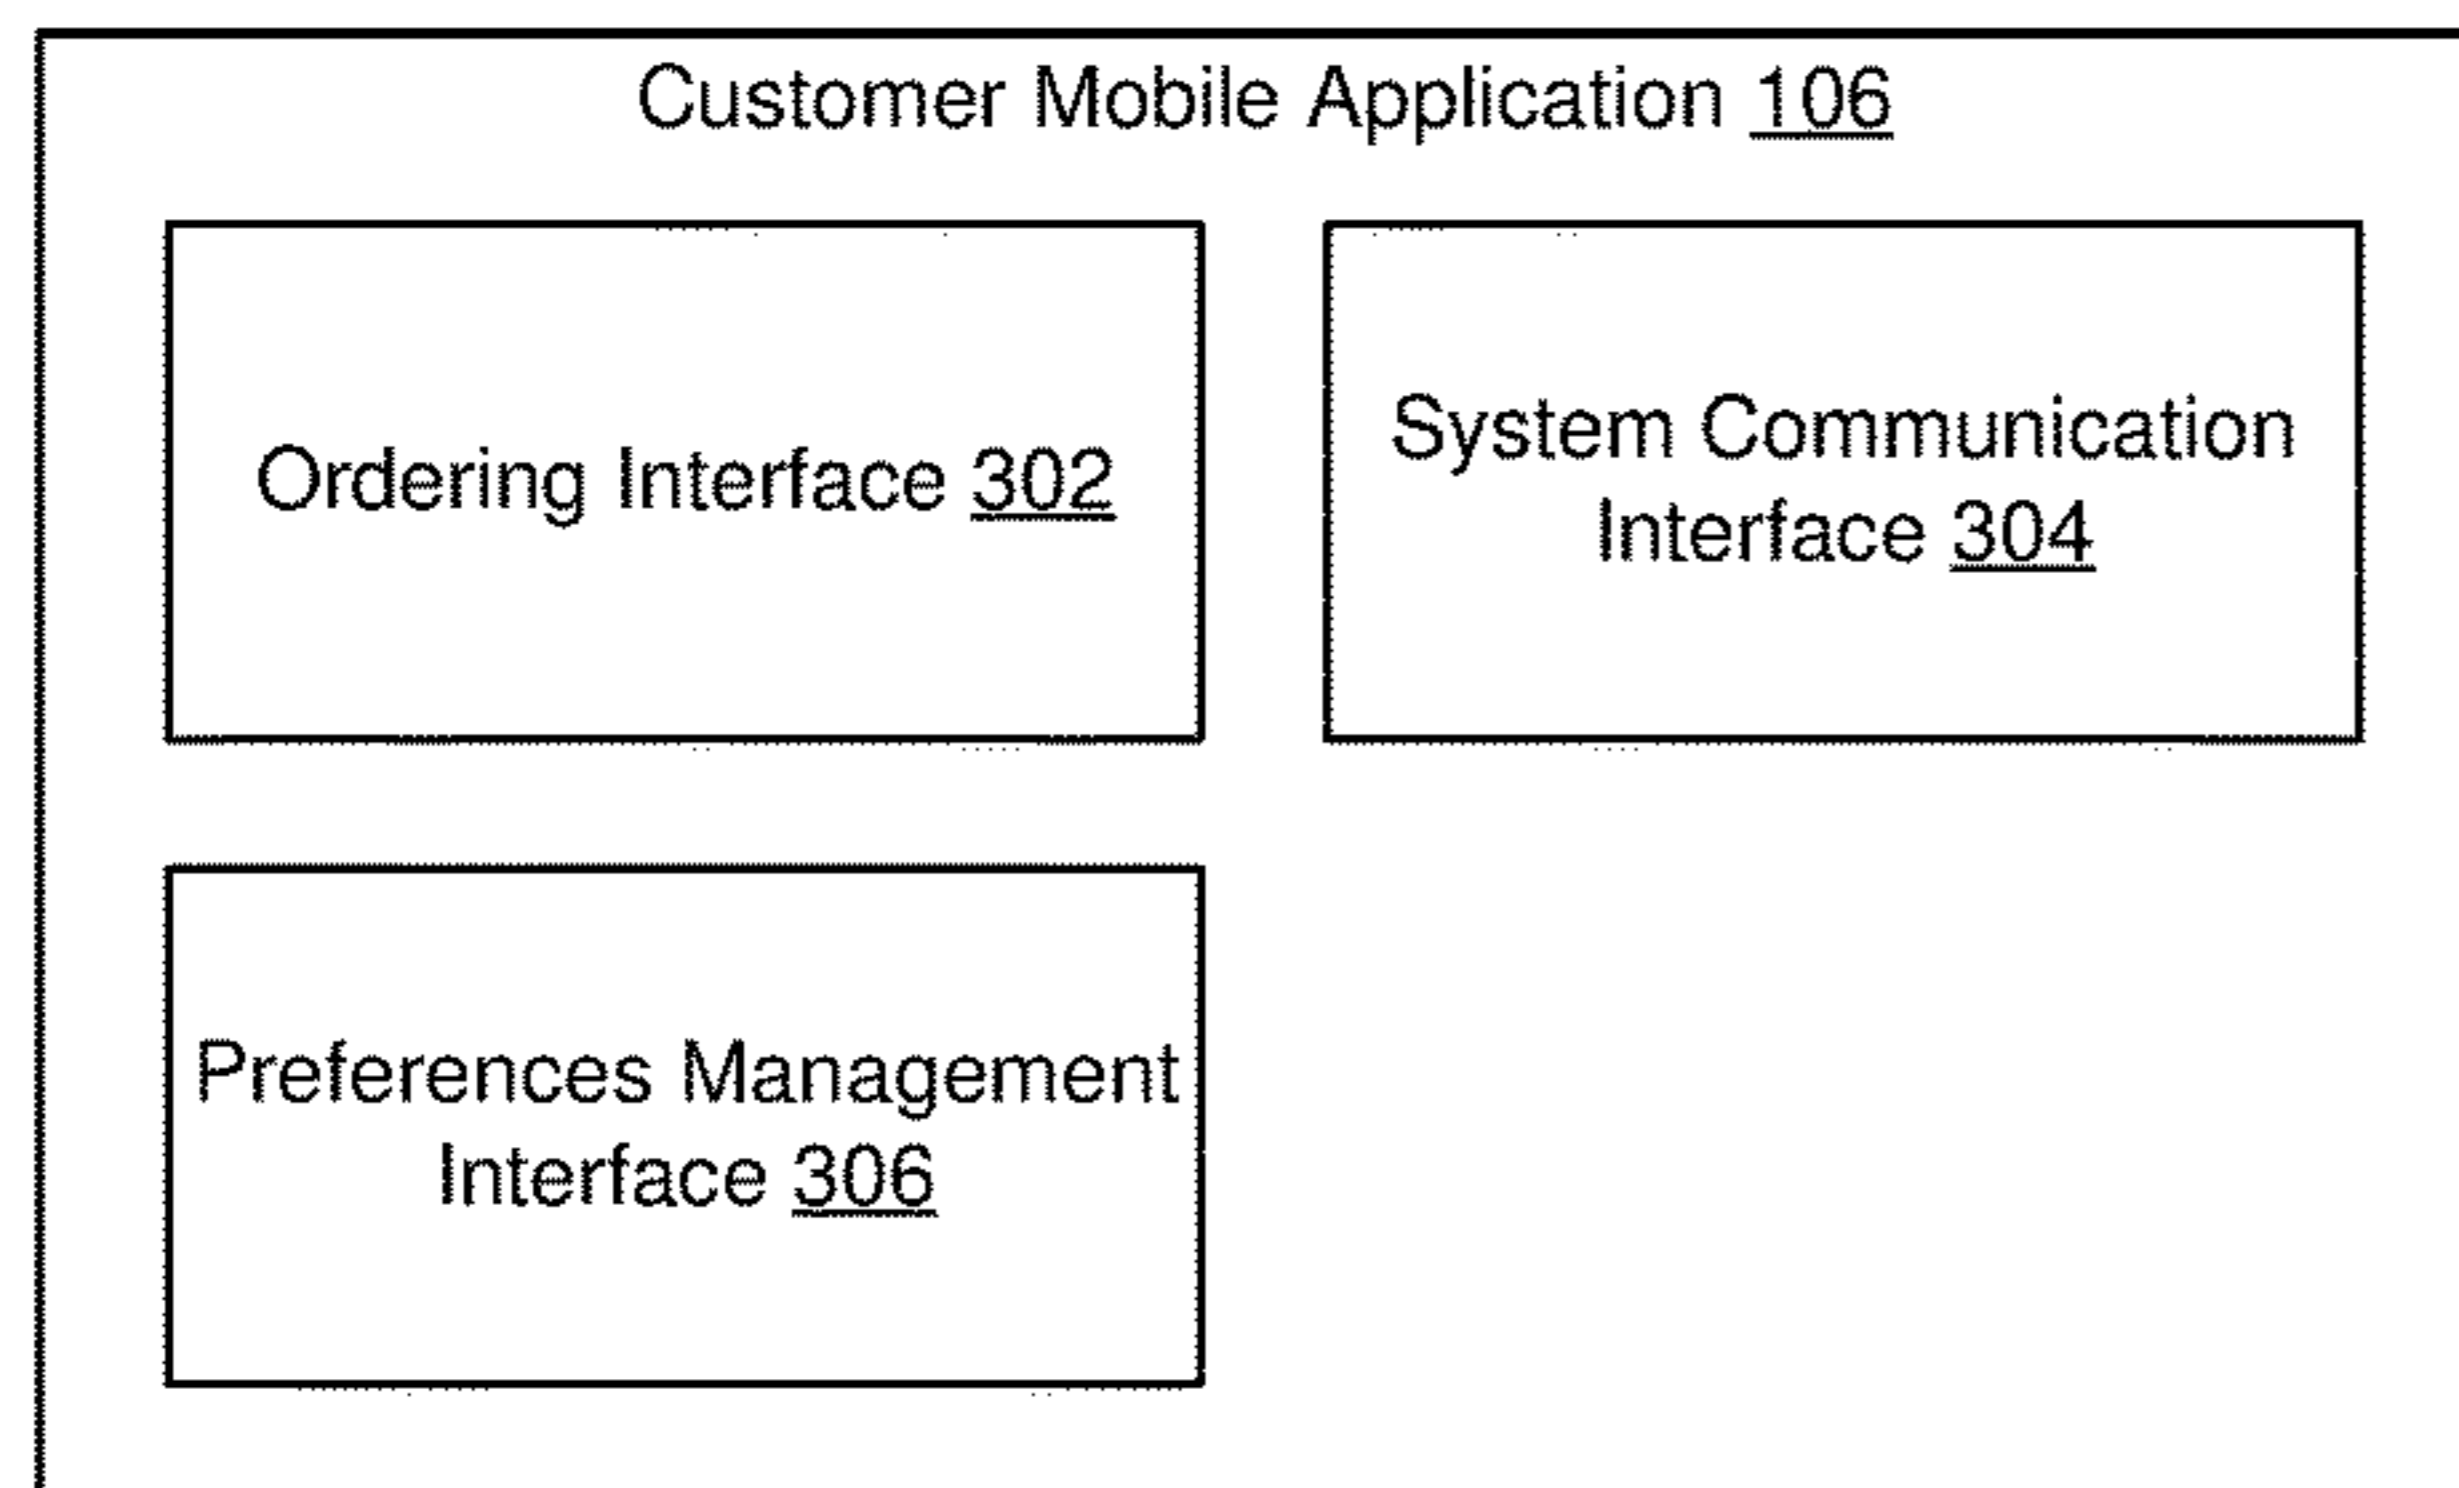 Customer Mobile Application 106
Ordering Interface 302
System Communication
Interface 304
Preferences Management
Interface 306